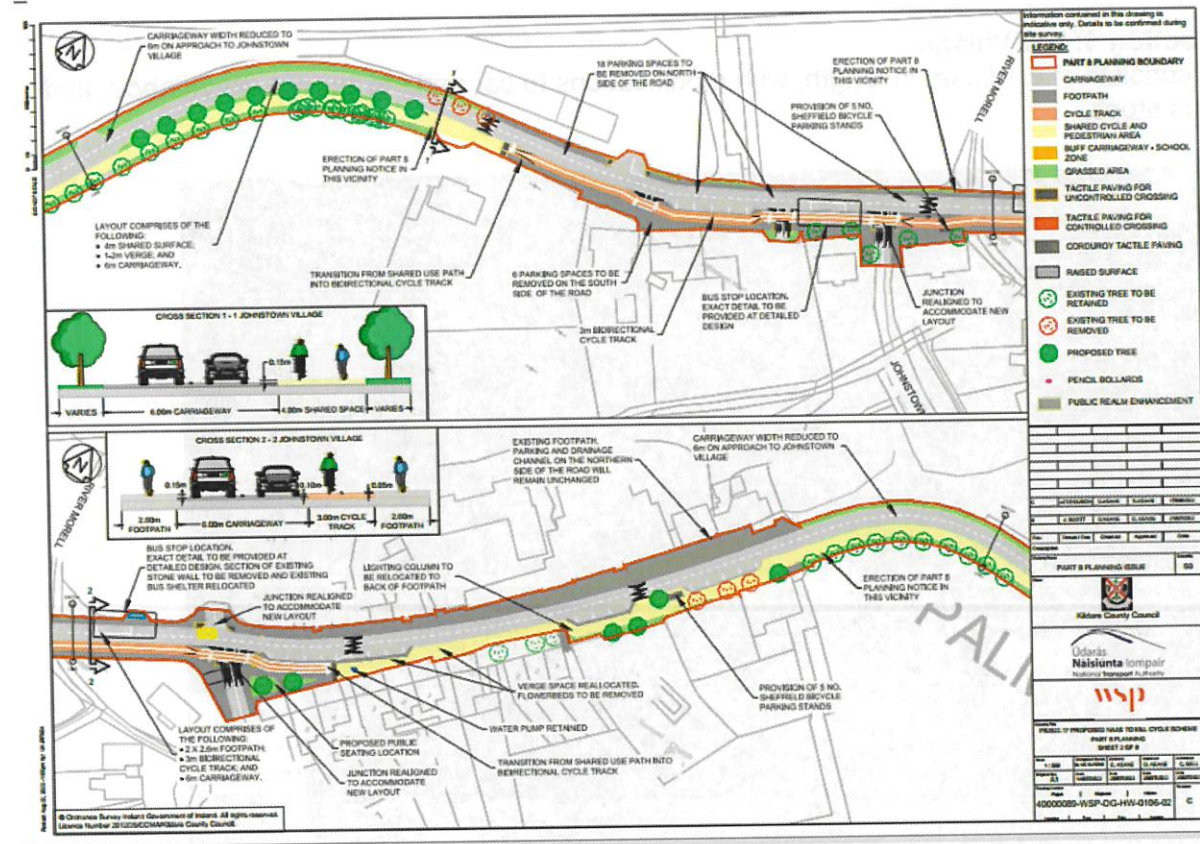 CARRIAGEWAY WIDTH REDUCED TO
6m ON APPROACH TO JOHNSTOWN
VILLAGE
18 PARKING SPACES TO
BE REMOVED ON NORTH
SIDE OF THE ROAD
ERECTION OF PART 8
PLANNING NOTICE IN
THIS VICINITY
PROVISION OF 5 NO.
SHEFFIELD BICYCLE
PARKING STANDS
RIVER MORELL
ERECTION OF PART 8
PLANNING NOTICE IN
THIS VICINITY
LAYOUT COMPRISES OF THE
FOLLOWING:
• 4m SHARED SURFACE;
• 1-2m VERGE; AND
• 6m CARRIAGEWAY.
TRANSITION FROM SHARED USE PATH
INTO BIDIRECTIONAL CYCLE TRACK
6 PARKING SPACES TO BE
REMOVED ON THE SOUTH
SIDE OF THE ROAD
3m BIDIRECTIONAL
CYCLE TRACK
BUS STOP LOCATION.
EXACT DETAIL TO BE
PROVIDED AT DETAILED
DESIGN
JUNCTION
REALIGNED TO
ACCOMMODATE NEW
LAYOUT
JOHNSTOWN
CROSS SECTION 1 - 1 JOHNSTOWN VILLAGE
0.15m
VARIES
6.00m CARRIAGEWAY
4.00m SHARED SPACE
VARIES
Information contained in this drawing is
indicative only. Details to be confirmed during
site survey.
LEGEND:
PART 8 PLANNING BOUNDARY
CARRIAGEWAY
FOOTPATH
CYCLE TRACK
SHARED CYCLE AND
PEDESTRIAN AREA
BUFF CARRIAGEWAY - SCHOOL
ZONE
GRASSED AREA
TACTILE PAVING FOR
UNCONTROLLED CROSSING
TACTILE PAVING FOR
CONTROLLED CROSSING
CORDUROY TACTILE PAVING
RAISED SURFACE
EXISTING TREE TO BE
RETAINED
EXISTING TREE TO BE
REMOVED
PROPOSED TREE
PENCIL BOLLARDS
PUBLIC REALM ENHANCEMENT
CROSS SECTION 2 - 2 JOHNSTOWN VILLAGE
0.15m
0.10m
0.05m
2.60m
FOOTPATH
6.00m CARRIAGEWAY
3.00m CYCLE
TRACK
2.60m
FOOTPATH
RIVER MORELL
EXISTING FOOTPATH,
PARKING AND DRAINAGE
CHANNEL ON THE NORTHERN
SIDE OF THE ROAD WILL
REMAIN UNCHANGED
CARRIAGEWAY WIDTH REDUCED TO
6m ON APPROACH TO JOHNSTOWN
VILLAGE
BUS STOP LOCATION.
EXACT DETAIL TO BE PROVIDED AT
DETAILED DESIGN. SECTION OF EXISTING
STONE WALL TO BE REMOVED AND EXISTING
BUS SHELTER RELOCATED
JUNCTION REALIGNED
TO ACCOMMODATE
NEW LAYOUT
LIGHTING COLUMN TO
BE RELOCATED TO
BACK OF FOOTPATH
ERECTION OF PART 8
PLANNING NOTICE IN
THIS VICINITY
2
2
VERGE SPACE REALLOCATED.
FLOWERBEDS TO BE REMOVED
PROVISION OF 5 NO.
SHEFFIELD BICYCLE
PARKING STANDS
WATER PUMP RETAINED
TRANSITION FROM SHARED USE PATH INTO
BIDIRECTIONAL CYCLE TRACK
PROPOSED PUBLIC
SEATING LOCATION
JUNCTION REALIGNED
TO ACCOMMODATE
NEW LAYOUT
LAYOUT COMPRISES OF
THE FOLLOWING:
• 2 X 2.6m FOOTPATH;
• 3m BIDIRECTIONAL
CYCLE TRACK; AND
• 6m CARRIAGEWAY.
© Ordnance Survey Ireland Government of Ireland. All rights reserved.
County Council.
PART 8 PLANNING ISSUE
Kildare County Council
Údarás
Náisiúnta Iompair
National Transport Authority
wsp
PROPOSED NAAS TO KILL CYCLE SCHEME
PART 8 PLANNING
SHEET 2 OF 8
A1
40000089-WSP-DG-HW-0106-02
C